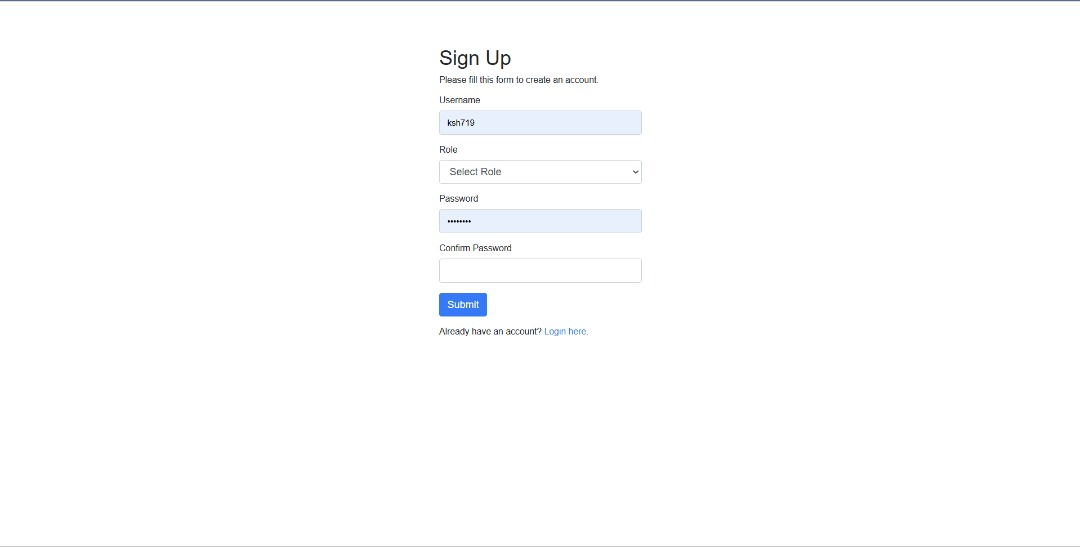 Sign Up
Please fill this form to create an account.
Username
ksh719
Role
Select Role
Password
••••••••
Confirm Password
Submit
Already have an account? Login here.